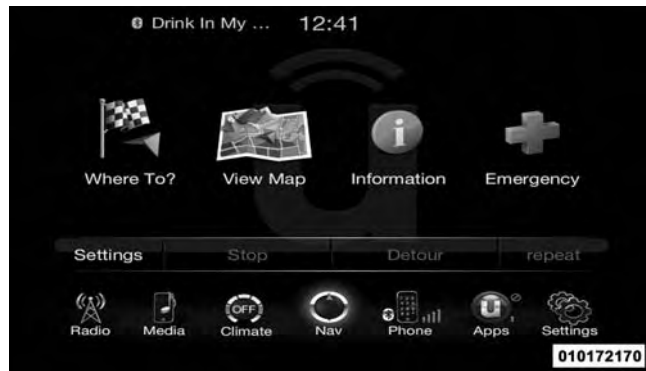 Drink In My ... 12:41
Where To? View Map Information Emergency
Settings Stop Detour repeat
OFF
Radio Media Climate Nav Phone Apps Settings
010172170